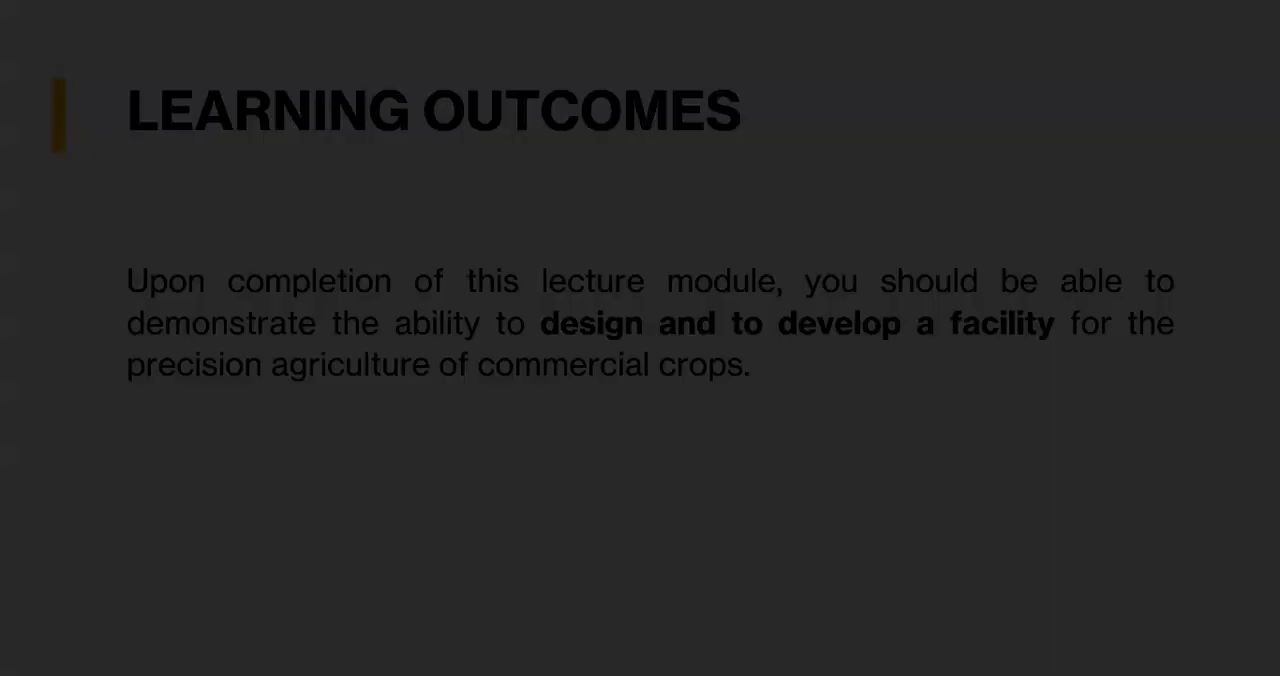 LEARNING OUTCOMES
Upon completion of this lecture module, you should be able to
demonstrate the ability to design and to develop a facility for the
precision agriculture of commercial crops.